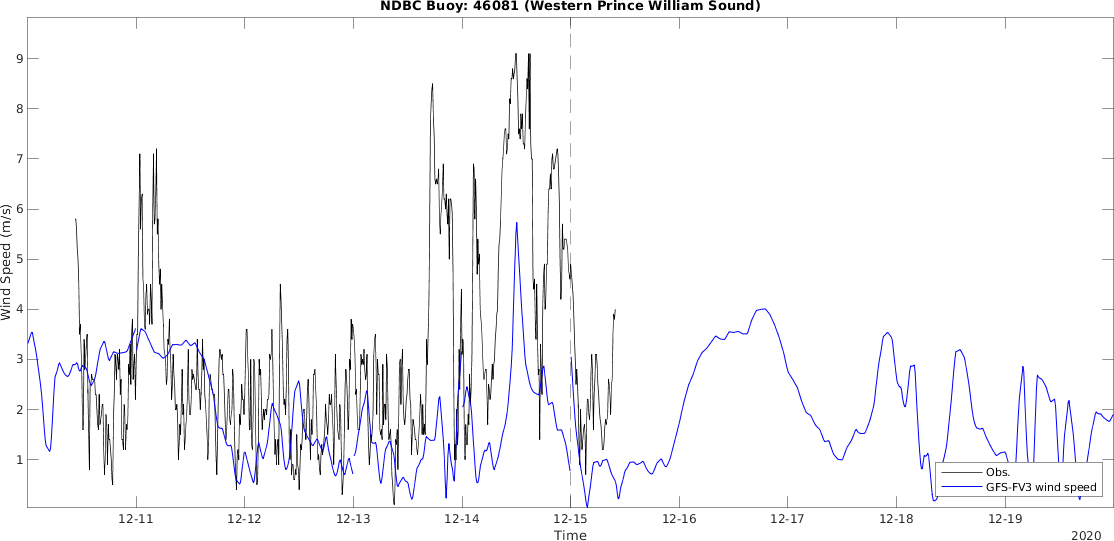 NDBC Buoy: 46081 (Western Prince William Sound)
Wind Speed (m/s)
9
8
7
6
5
4
3
2
1
12-11 12-12 12-13 12-14 12-15 12-16 12-17 12-18 12-19
Time
2020
Obs.
GFS-FV3 wind speed